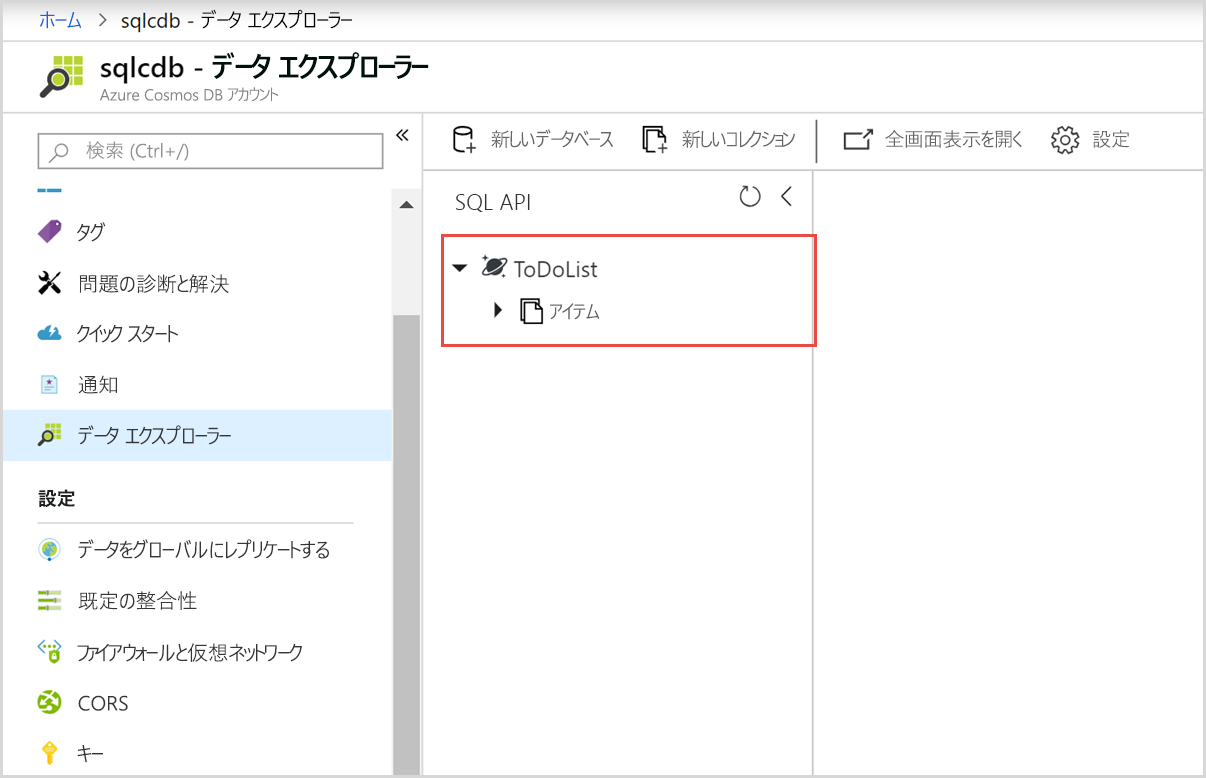 ホーム > sqlcdb - データ エクスプローラー
sqlcdb - データ エクスプローラー
Azure Cosmos DB アカウント
検索 (Ctrl+/)
タグ
問題の診断と解決
クイック スタート
通知
データ エクスプローラー
設定
データをグローバルにレプリケートする
既定の整合性
ファイアウォールと仮想ネットワーク
CORS
キー
新しいデータベース
新しいコレクション
全画面表示を開く
設定
SQL API
ToDoList
アイテム